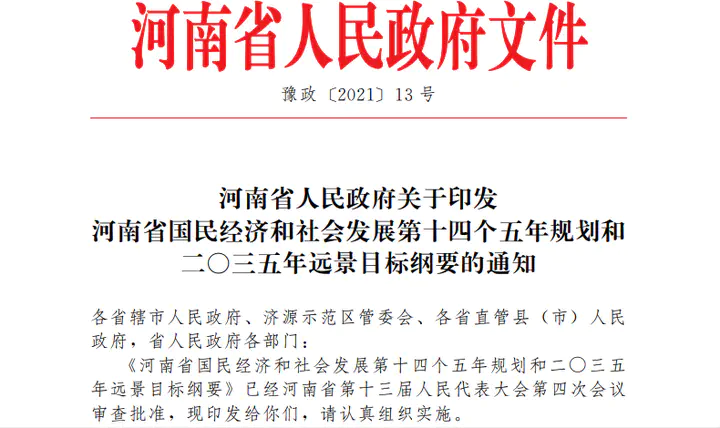 河南省人民政府文件
豫政〔2021〕13号
河南省人民政府关于印发
河南省国民经济和社会发展第十四个五年规划和
二〇三五年远景目标纲要的通知
各省辖市人民政府、济源示范区管委会、各省直管县（市）人民
政府，省人民政府各部门：
《河南省国民经济和社会发展第十四个五年规划和二〇三五
年远景目标纲要》已经河南省第十三届人民代表大会第四次会议
审查批准，现印发给你们，请认真组织实施。